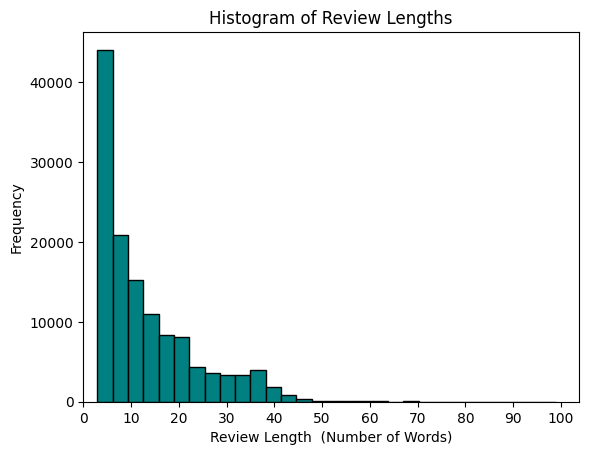 Histogram of Review Lengths
40000
30000
20000
10000
0
Frequency
0 10 20 30 40 50 60 70 80 90 100
Review Length  (Number of Words)